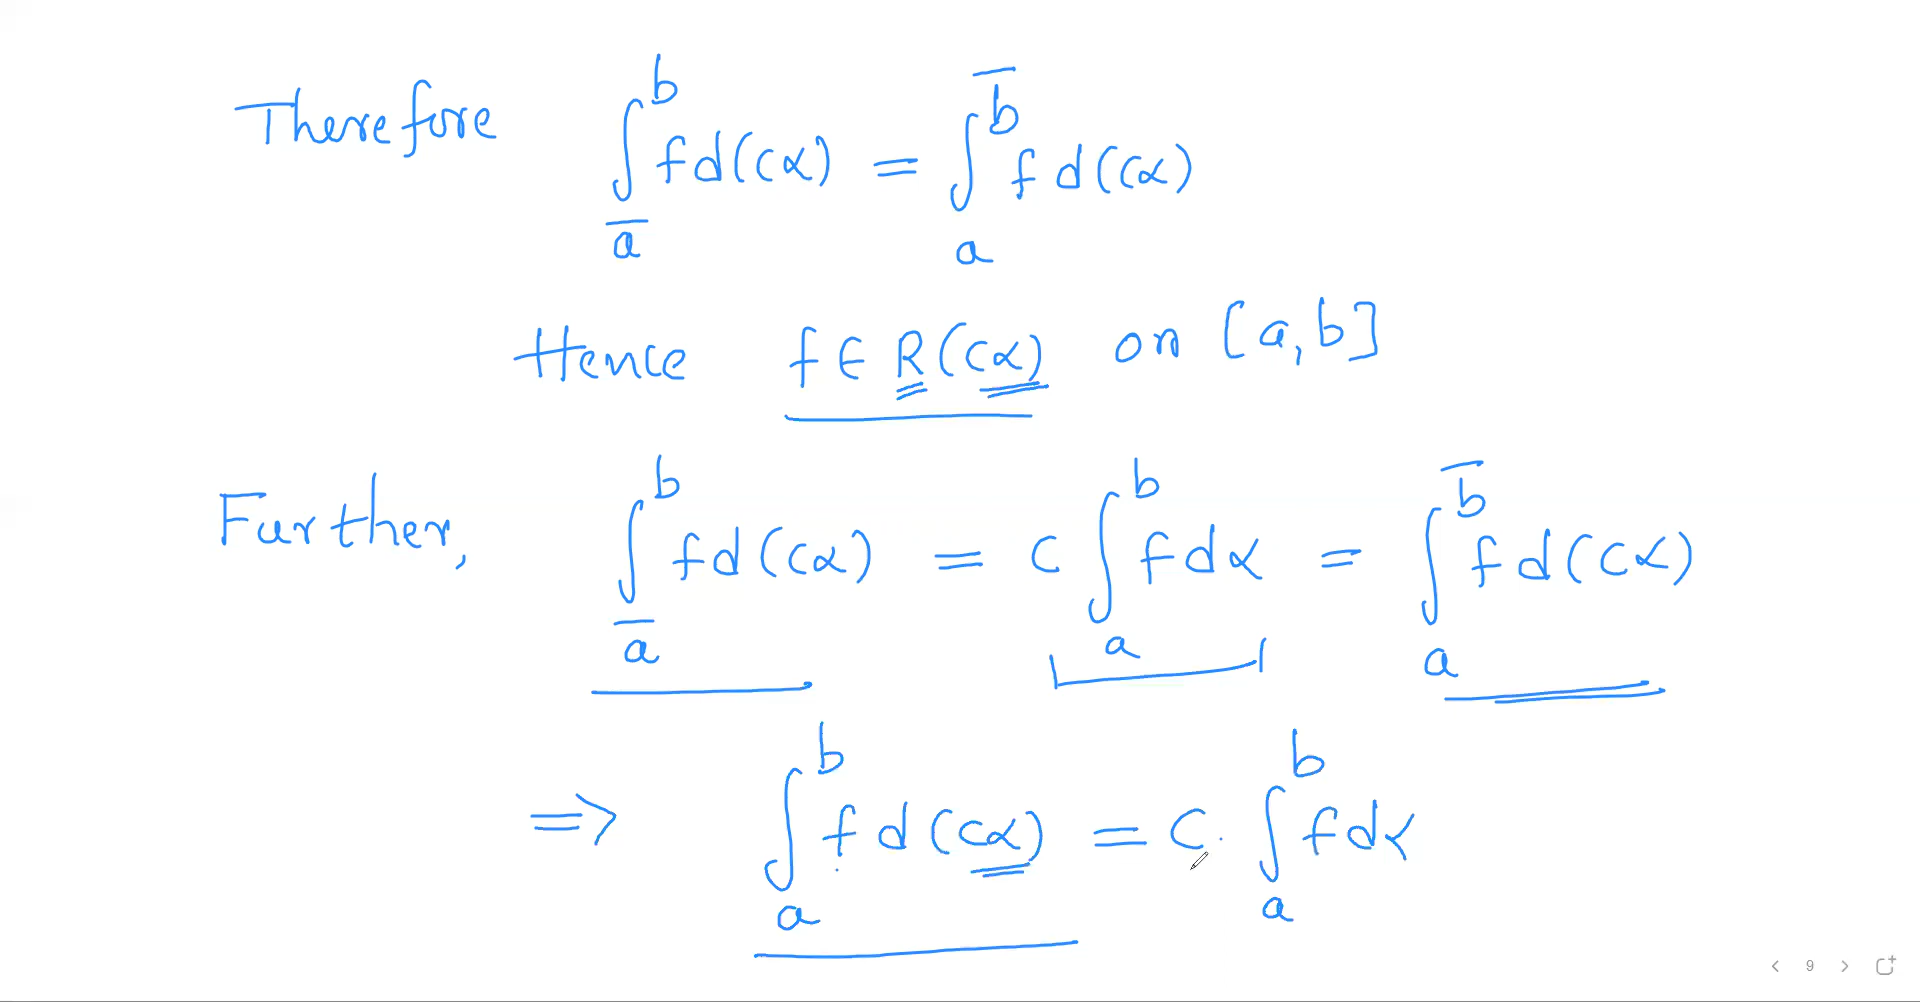 Therefore ∫_a̅^b f d(cα) = ∫_a^b̅ f d(cα)
Hence f ∈ R(cα) on [a, b]
Further, ∫_a̅^b f d(cα) = c ∫_a^b f dα = ∫_a^b̅ f d(cα)
⇒ ∫_a^b f d(cα) = c. ∫_a^b f dα
9